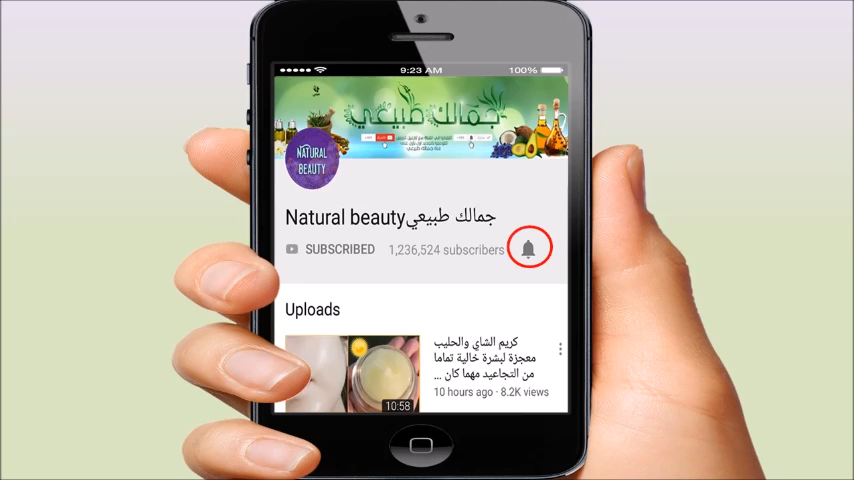 9:23 AM
100%
جمالك طبيعي
NATURAL
BEAUTY
Natural beautyجمالك طبيعي
SUBSCRIBED 1,236,524 subscribers
Uploads
كريم الشاي والحليب
معجزة لبشرة خالية تماما
من التجاعيد مهما كان ...
10 hours ago · 8.2K views
10:58